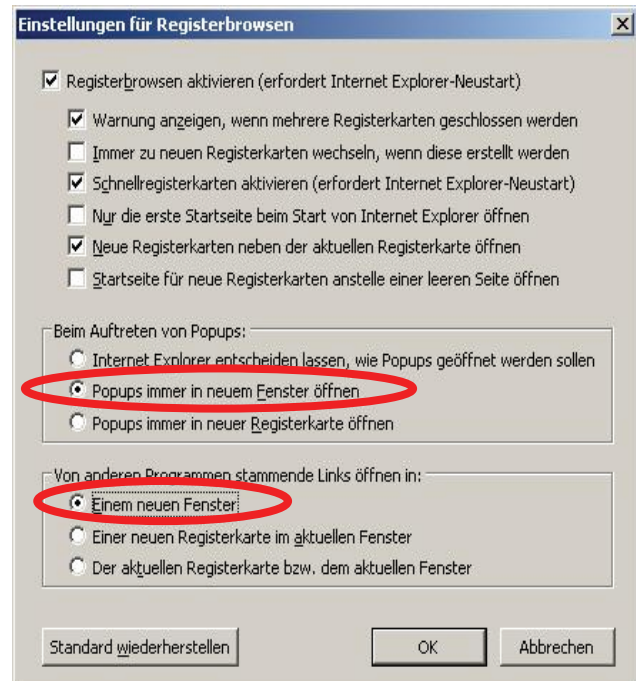 Einstellungen für Registerbrowsen
Registerbrowsen aktivieren (erfordert Internet Explorer-Neustart)
Warnung anzeigen, wenn mehrere Registerkarten geschlossen werden
Immer zu neuen Registerkarten wechseln, wenn diese erstellt werden
Schnellregisterkarten aktivieren (erfordert Internet Explorer-Neustart)
Nur die erste Startseite beim Start von Internet Explorer öffnen
Neue Registerkarten neben der aktuellen Registerkarte öffnen
Startseite für neue Registerkarten anstelle einer leeren Seite öffnen
Beim Auftreten von Popups:
Internet Explorer entscheiden lassen, wie Popups geöffnet werden sollen
Popups immer in neuem Fenster öffnen
Popups immer in neuer Registerkarte öffnen
Von anderen Programmen stammende Links öffnen in:
Einem neuen Fenster
Einer neuen Registerkarte im aktuellen Fenster
Der aktuellen Registerkarte bzw. dem aktuellen Fenster
Standard wiederherstellen OK Abbrechen